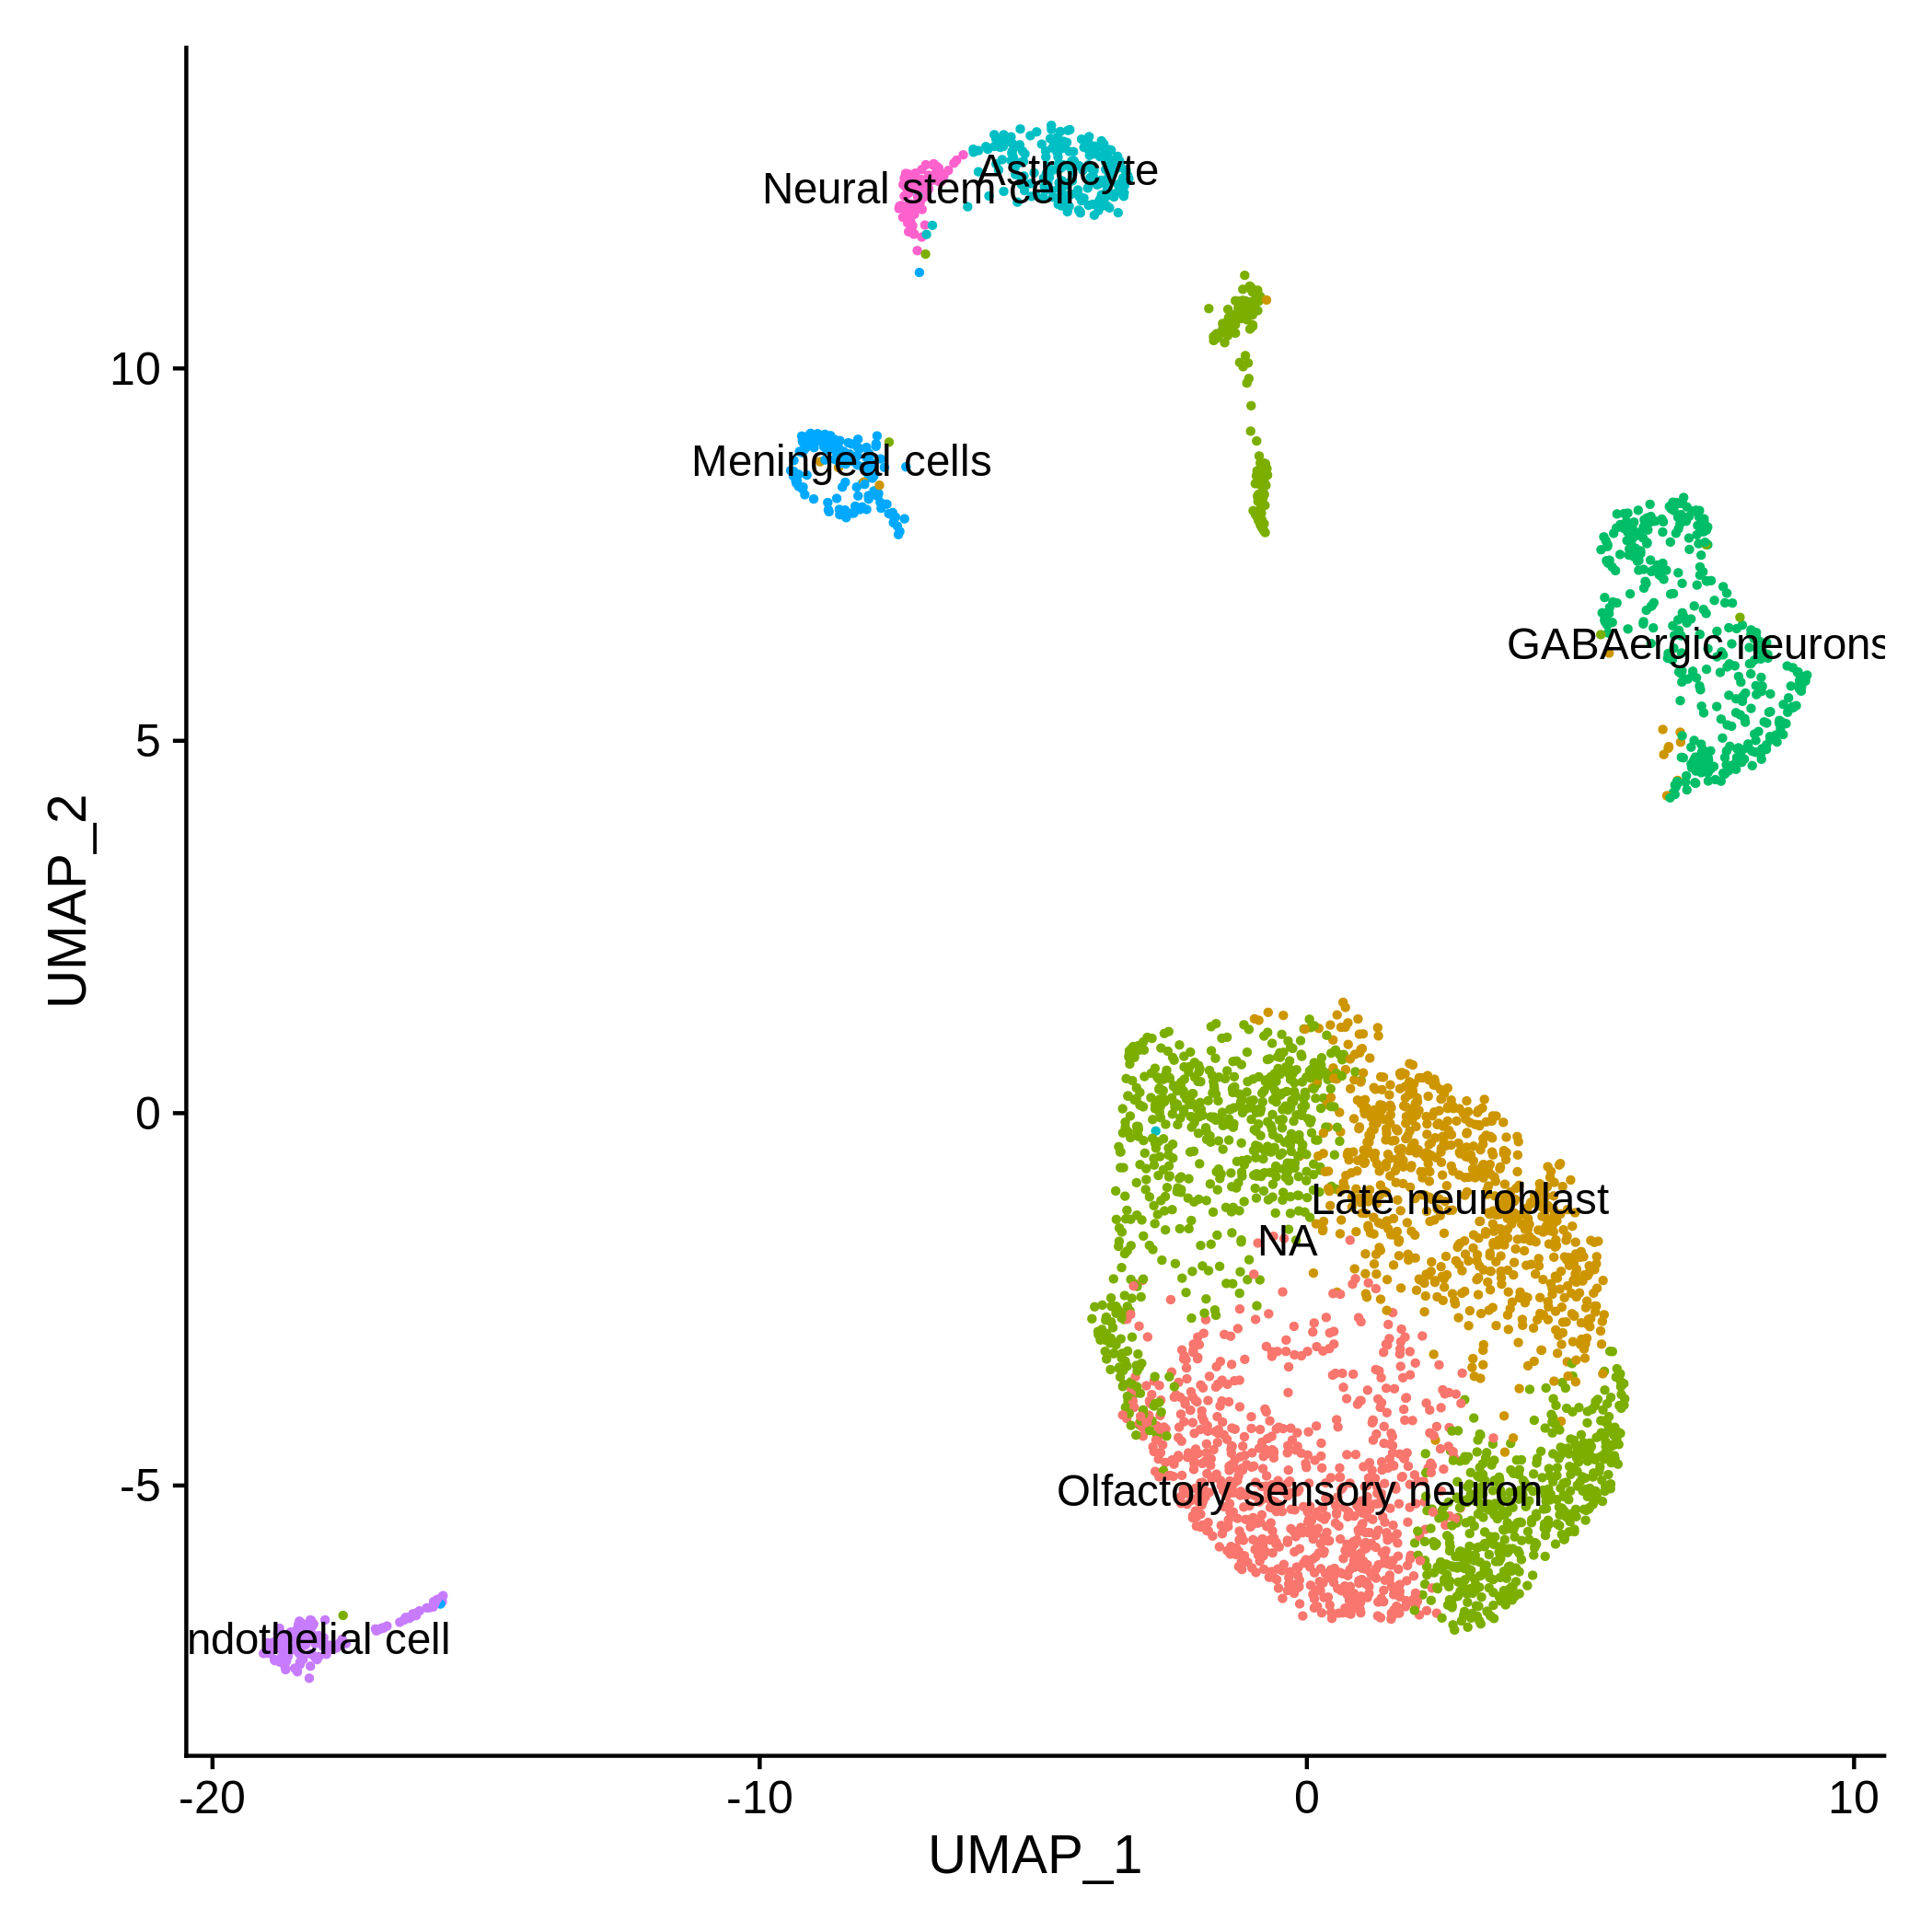 Astrocyte
Neural stem cell
10
Meningeal cells
GABAergic neurons
5
UMAP_2
0
Late neuroblast
NA
-5
Olfactory sensory neuron
ndothelial cell
-20
-10
0
10
UMAP_1